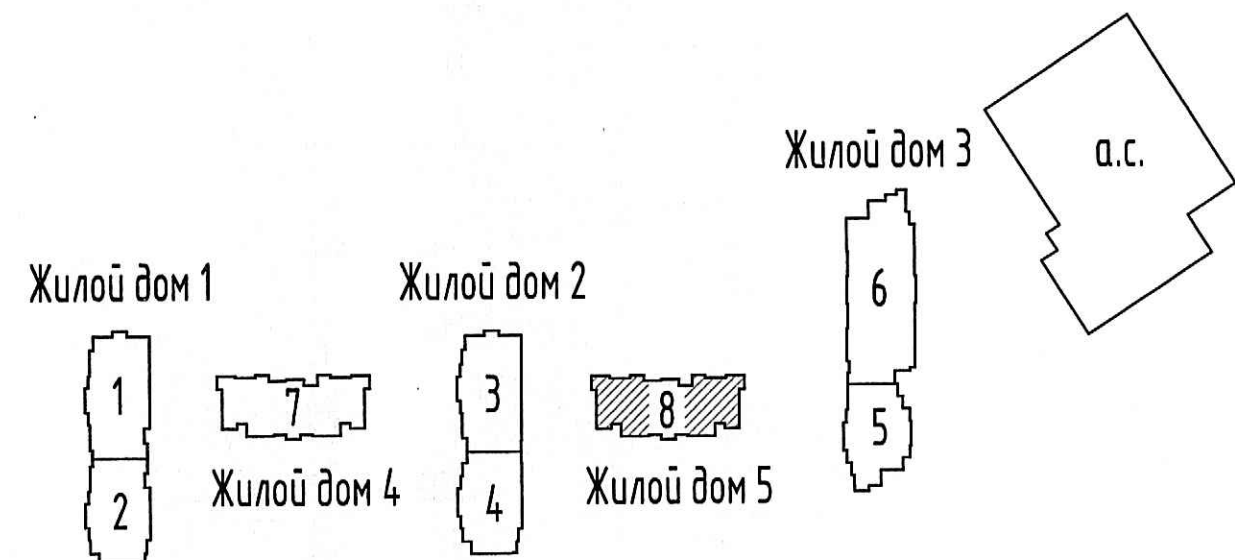 Жилой дом 3
а.с.
6
5
Жилой дом 1
1
2
7
Жилой дом 4
Жилой дом 2
3
4
8
Жилой дом 5